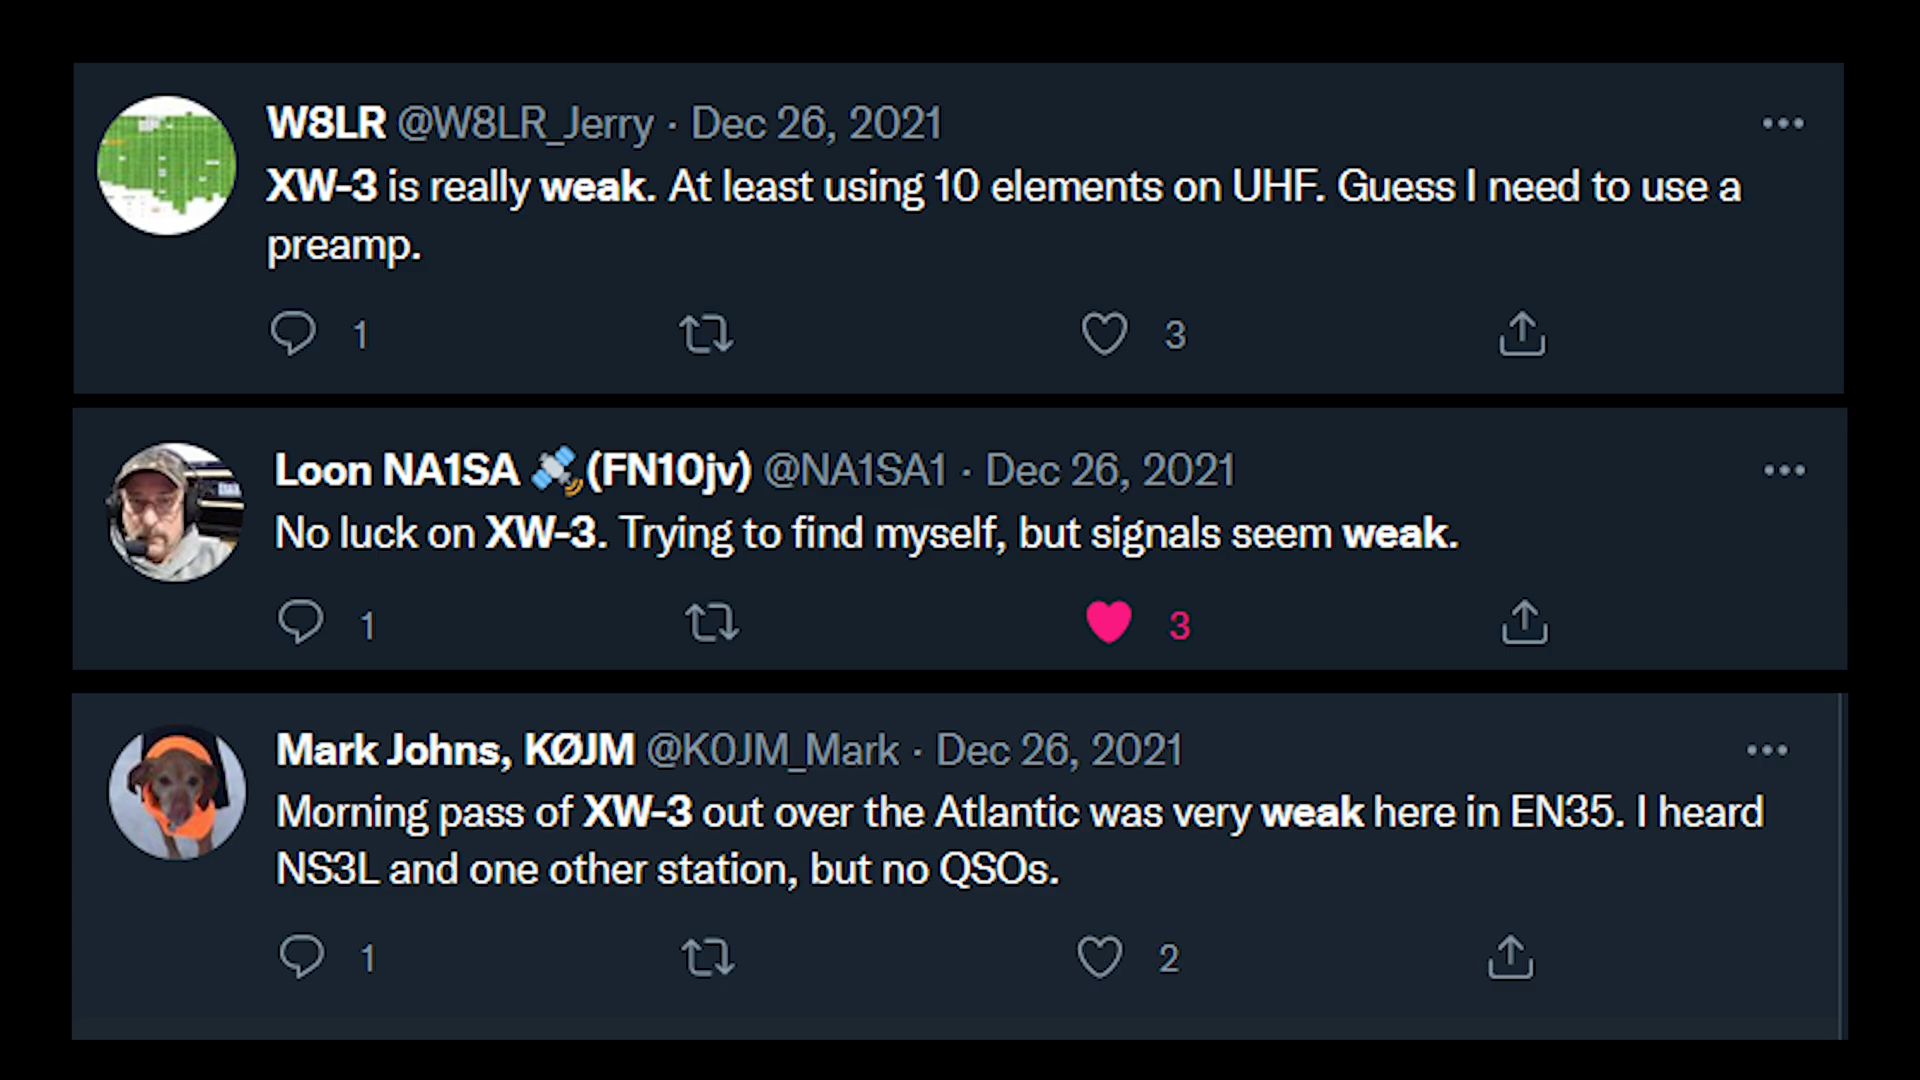 W8LR @W8LR_Jerry · Dec 26, 2021
XW-3 is really weak. At least using 10 elements on UHF. Guess I need to use a
preamp.
1 3
Loon NA1SA 🛰(FN10jv) @NA1SA1 · Dec 26, 2021
No luck on XW-3. Trying to find myself, but signals seem weak.
1 3
Mark Johns, KØJM @K0JM_Mark · Dec 26, 2021
Morning pass of XW-3 out over the Atlantic was very weak here in EN35. I heard
NS3L and one other station, but no QSOs.
1 2